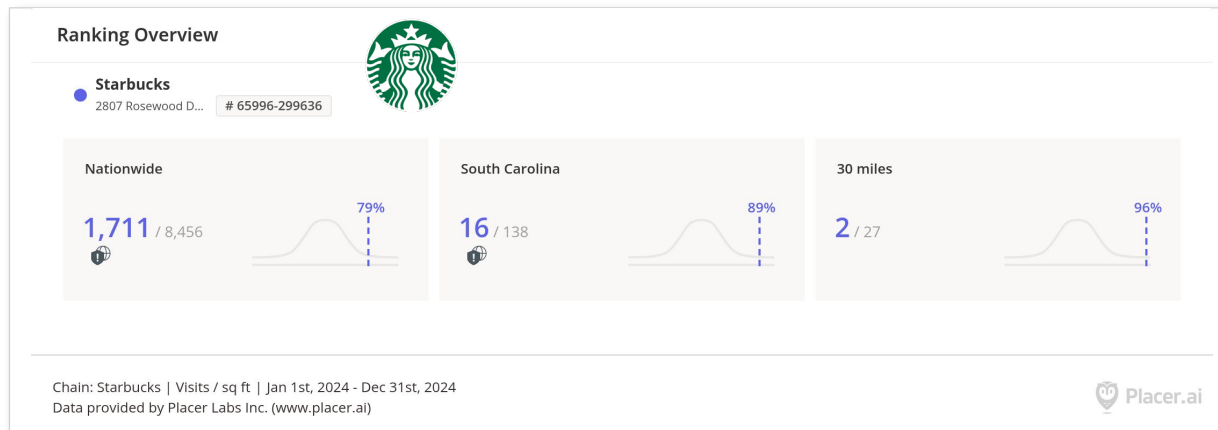 Ranking Overview
Starbucks
2807 Rosewood D... # 65996-299636
Nationwide
1,711 / 8,456
79%
South Carolina
16 / 138
89%
30 miles
2 / 27
96%
Chain: Starbucks | Visits / sq ft | Jan 1st, 2024 - Dec 31st, 2024
Data provided by Placer Labs Inc. (www.placer.ai)
Placer.ai